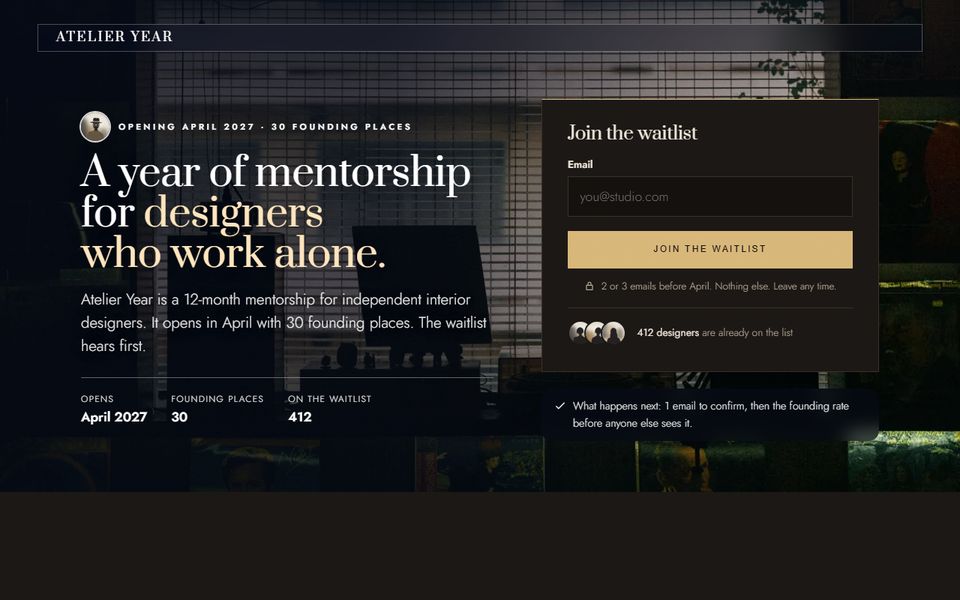 ATELIER YEAR
OPENING APRIL 2027 · 30 FOUNDING PLACES
A year of mentorship
for designers
who work alone.
Atelier Year is a 12-month mentorship for independent interior
designers. It opens in April with 30 founding places. The waitlist
hears first.
OPENS
April 2027
FOUNDING PLACES
30
ON THE WAITLIST
412
Join the waitlist
Email
you@studio.com
JOIN THE WAITLIST
2 or 3 emails before April. Nothing else. Leave any time.
412 designers are already on the list
What happens next: 1 email to confirm, then the founding rate
before anyone else sees it.